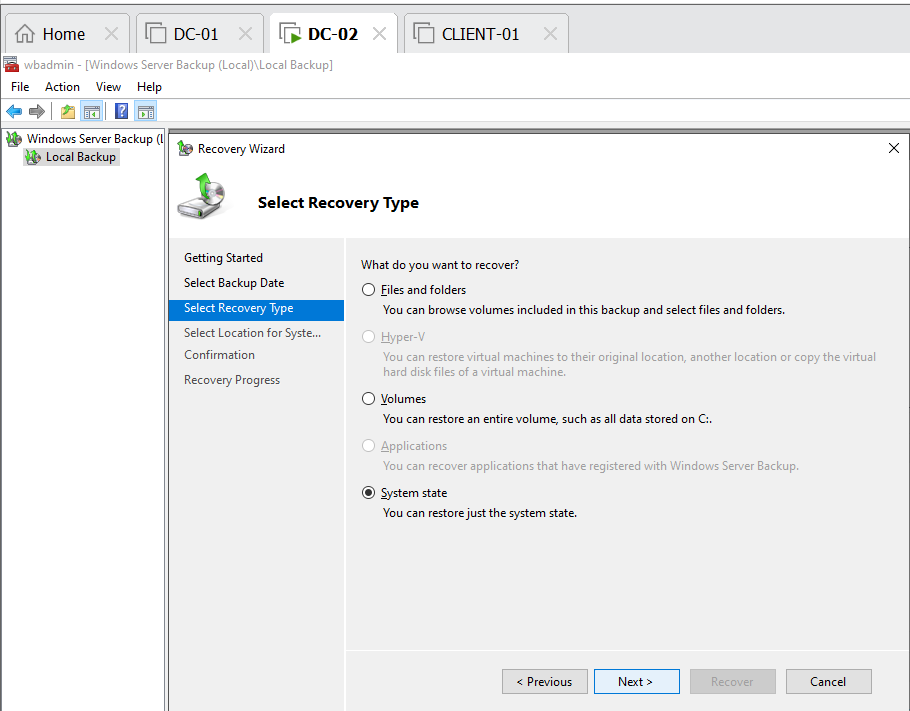 Home
DC-01
DC-02
CLIENT-01
wbadmin - [Windows Server Backup (Local)\Local Backup]
File Action View Help
Windows Server Backup (L
Local Backup
Recovery Wizard
Select Recovery Type
Getting Started
Select Backup Date
Select Recovery Type
Select Location for Syste...
Confirmation
Recovery Progress
What do you want to recover?
Files and folders
You can browse volumes included in this backup and select files and folders.
Hyper-V
You can restore virtual machines to their original location, another location or copy the virtual
hard disk files of a virtual machine.
Volumes
You can restore an entire volume, such as all data stored on C:.
Applications
You can recover applications that have registered with Windows Server Backup.
System state
You can restore just the system state.
< Previous
Next >
Recover
Cancel